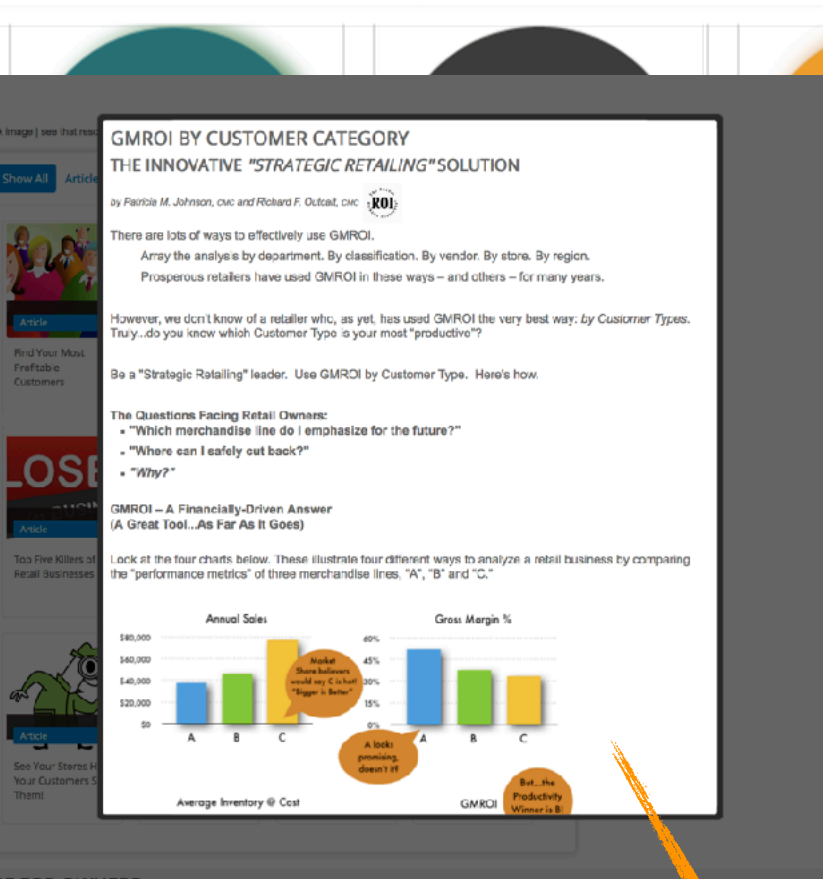 Image | see that
GMROI BY CUSTOMER CATEGORY
THE INNOVATIVE "STRATEGIC RETAILING" SOLUTION
by Patricia M. Johnson, CMC and Richard F. Outcalt, CMC
ROI
There are lots of ways to effectively use GMROI.
Array the analysis by department. By classification. By vendor. By store. By region.
Prosperous retailers have used GMROI in these ways – and others – for many years.
However, we don't know of a retailer who, as yet, has used GMROI the very best way: by Customer Types.
Truly...do you know which Customer Type is your most "productive"?
Be a "Strategic Retailing" leader. Use GMROI by Customer Type. Here's how.
The Questions Facing Retail Owners:
▪ "Which merchandise line do I emphasize for the future?"
▪ "Where can I safely cut back?"
▪ "Why?"
GMROI – A Financially-Driven Answer
(A Great Tool...As Far As It Goes)
Look at the four charts below. These illustrate four different ways to analyze a retail business by comparing
the "performance metrics" of three merchandise lines, "A", "B" and "C."
Annual Sales
$80,000
$60,000
$40,000
$20,000
$0
A B C
Market
Share believers
would say C is hot!
"Bigger is Better"
Gross Margin %
60%
45%
30%
15%
0%
A B C
A looks
promising,
doesn't it?
Average Inventory @ Cost
GMROI
But...the
Productivity
Winner is B!
Show All
Article
Article
Find Your Most
Profitable
Customers
LOSE
Article
Top Five Killers of
Retail Businesses
Article
See Your Stores
Your Customers
Them!